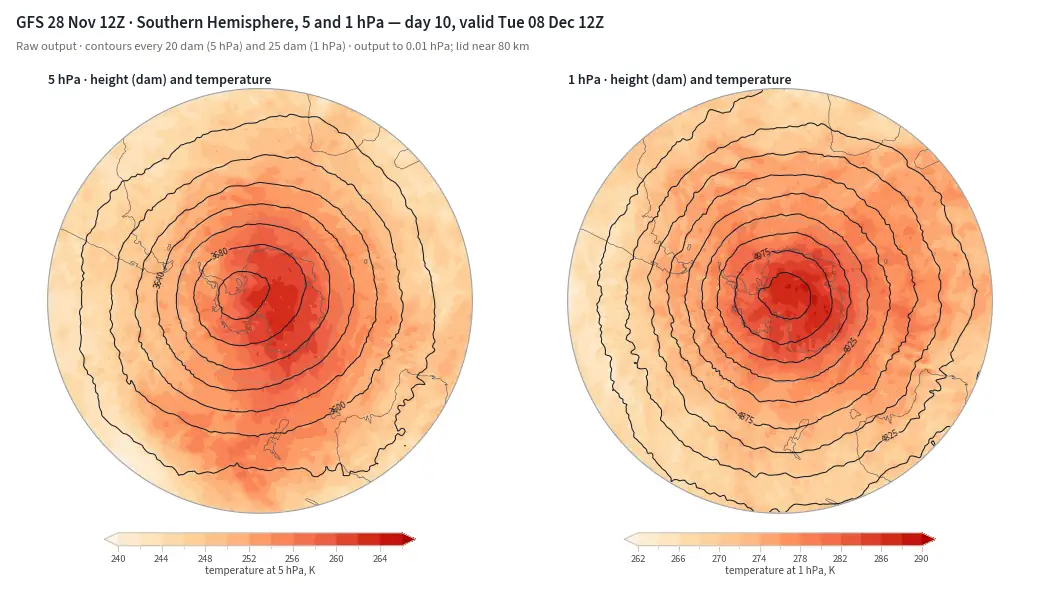 GFS 28 Nov 12Z · Southern Hemisphere, 5 and 1 hPa — day 10, valid Tue 08 Dec 12Z
Raw output · contours every 20 dam (5 hPa) and 25 dam (1 hPa) · output to 0.01 hPa; lid near 80 km
5 hPa · height (dam) and temperature
1 hPa · height (dam) and temperature
3680
3640
3600
4975
4925
4875
4825
240 244 248 252 256 260 264
temperature at 5 hPa, K
262 266 270 274 278 282 286 290
temperature at 1 hPa, K